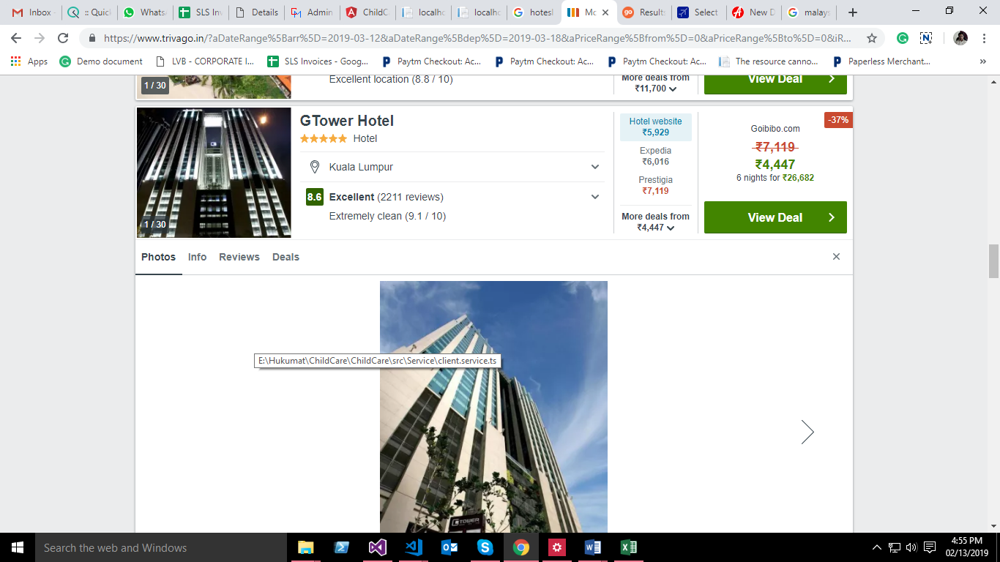 Inbox
:: Quick
WhatsA
SLS Inv
Details
Admin
ChildC
localho
localho
hotesl
Mo
Results
Select
New D
malays
https://www.trivago.in/?aDateRange%5Barr%5D=2019-03-12&aDateRange%5Bdep%5D=2019-03-18&aPriceRange%5Bfrom%5D=0&aPriceRange%5Bto%5D=0&iR...
Apps
Demo document
LVB - CORPORATE I...
SLS Invoices - Goog...
Paytm Checkout: Ac...
Paytm Checkout: Ac...
Paytm Checkout: Ac...
The resource canno...
Paperless Merchant...
»
1 / 30
Excellent location (8.8 / 10)
More deals from
₹11,700
View Deal
GTower Hotel
Hotel
Kuala Lumpur
8.6 Excellent (2211 reviews)
Extremely clean (9.1 / 10)
1 / 30
Hotel website
₹5,929
Expedia
₹6,016
Prestigia
₹7,119
More deals from
₹4,447
-37%
Goibibo.com
₹7,119
₹4,447
6 nights for ₹26,682
View Deal
Photos Info Reviews Deals
E:\Hukumat\ChildCare\ChildCare\src\Service\client.service.ts
GTOWER
Search the web and Windows
4:55 PM
02/13/2019